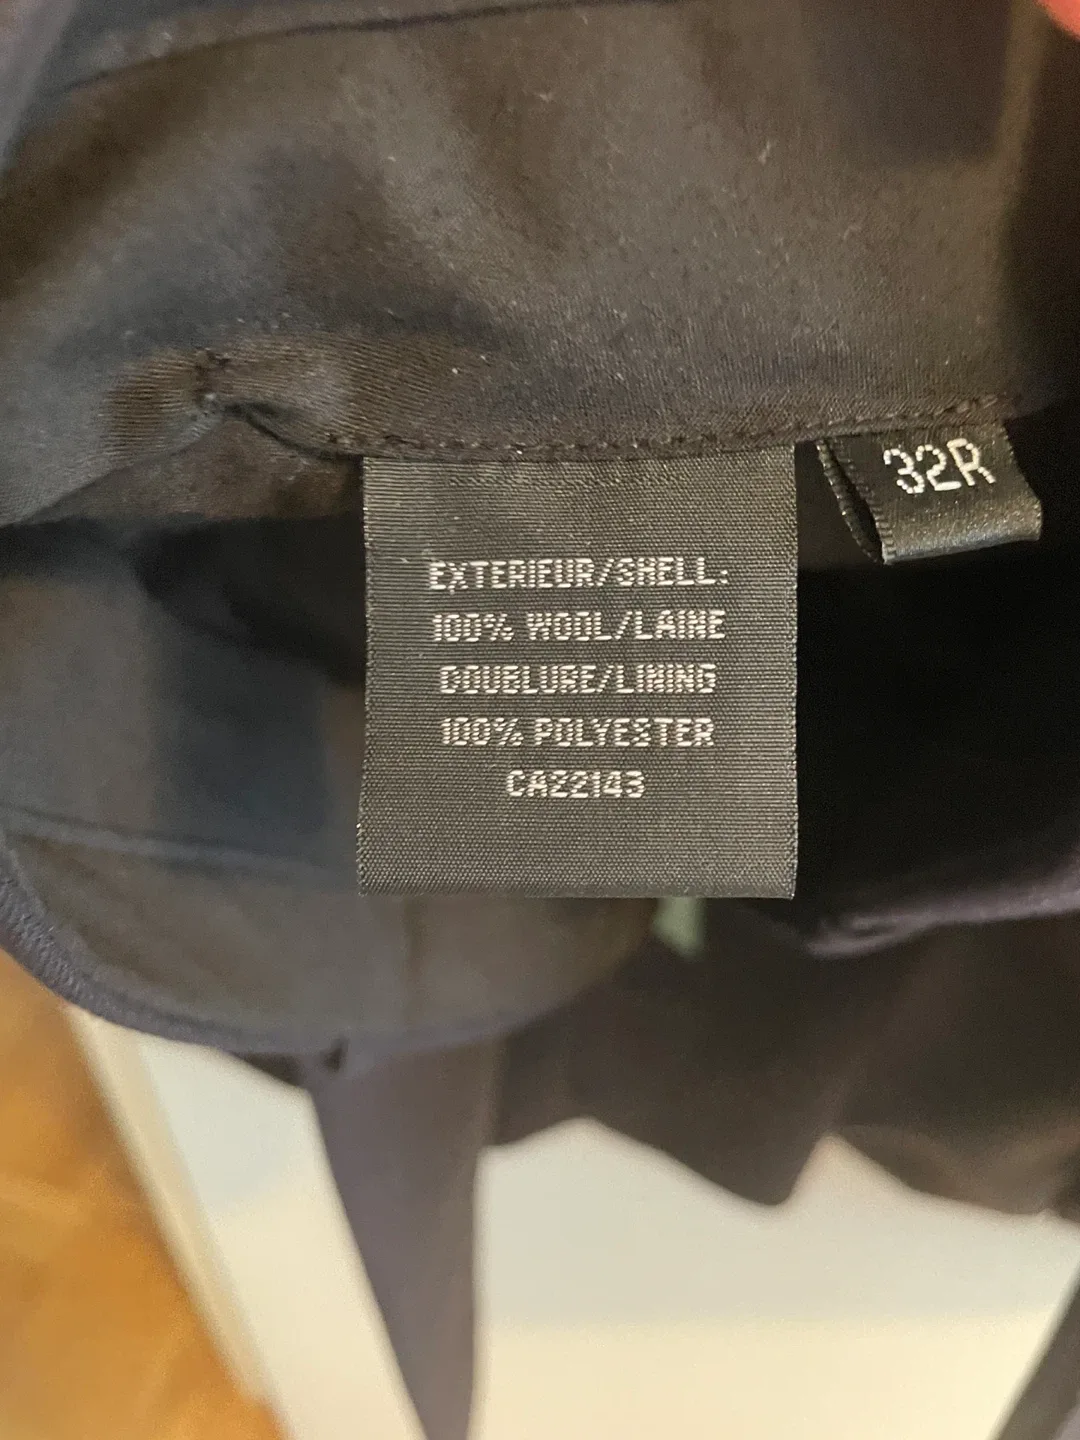 32R
EXTERIEUR/SHELL:
100% WOOL/LAINE
DOUBLURE/LINING
100% POLYESTER
CA22143